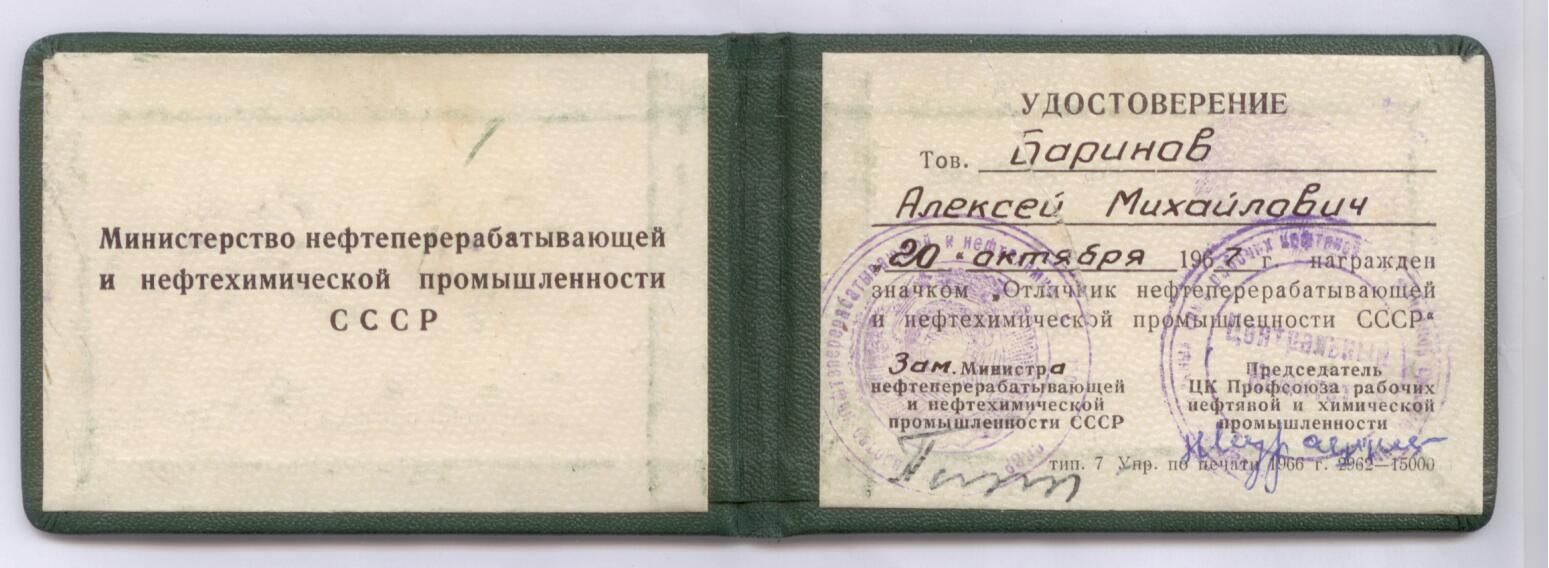 Министерство нефтеперерабатывающей
и нефтехимической промышленности
СССР
УДОСТОВЕРЕНИЕ
Тов. Баринов
Алексей Михайлович
„20“ октября 1967 г. награжден
значком „Отличник нефтеперерабатывающей
и нефтехимической промышленности СССР“
Зам. Министра
нефтеперерабатывающей
и нефтехимической
промышленности СССР
Председатель
ЦК Профсоюза рабочих
нефтяной и химической
промышленности
тип. 7 Упр. по печати 1966 г. 2962—15000
Центральный